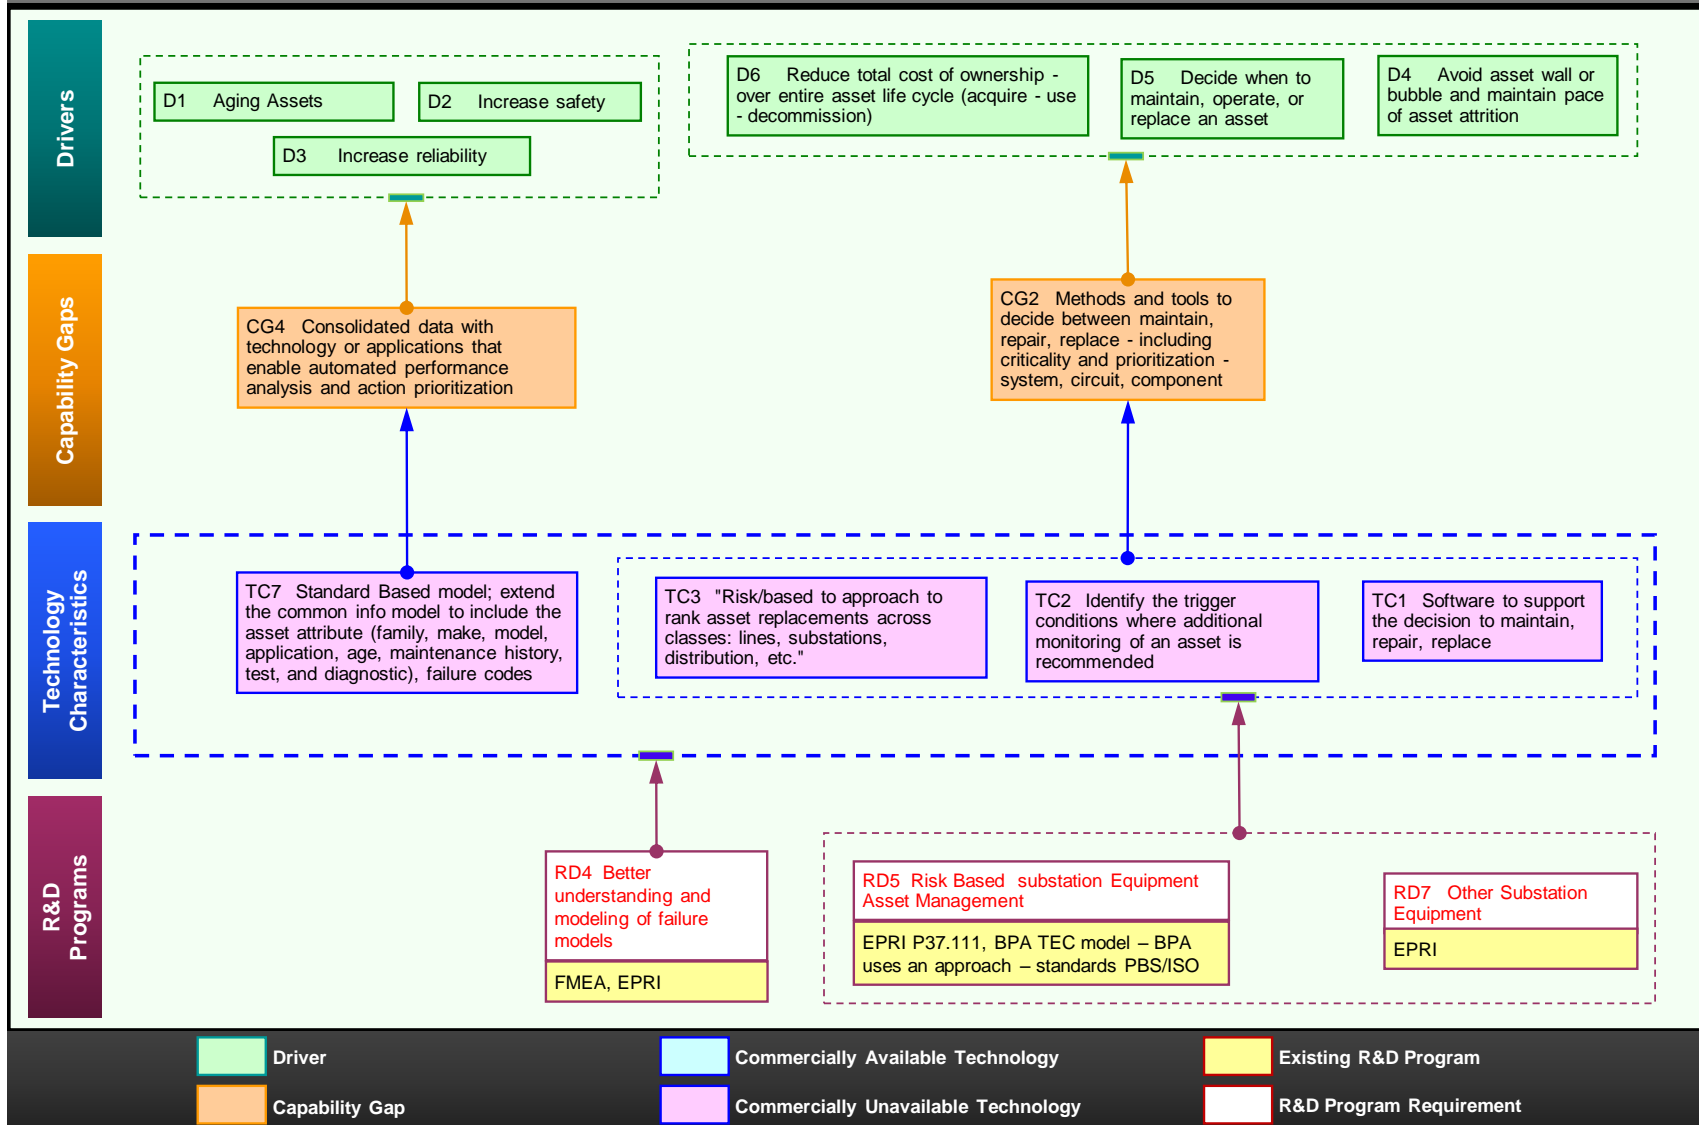 Drivers
D1 Aging Assets
D2 Increase safety
D3 Increase reliability
D6 Reduce total cost of ownership -
over entire asset life cycle (acquire - use
- decommission)
D5 Decide when to
maintain, operate, or
replace an asset
D4 Avoid asset wall or
bubble and maintain pace
of asset attrition
Capability Gaps
CG4 Consolidated data with
technology or applications that
enable automated performance
analysis and action prioritization
CG2 Methods and tools to
decide between maintain,
repair, replace - including
criticality and prioritization -
system, circuit, component
Technology
Characteristics
TC7 Standard Based model; extend
the common info model to include the
asset attribute (family, make, model,
application, age, maintenance history,
test, and diagnostic), failure codes
TC3 "Risk/based to approach to
rank asset replacements across
classes: lines, substations,
distribution, etc."
TC2 Identify the trigger
conditions where additional
monitoring of an asset is
recommended
TC1 Software to support
the decision to maintain,
repair, replace
R&D
Programs
RD4 Better
understanding and
modeling of failure
models
FMEA, EPRI
RD5 Risk Based substation Equipment
Asset Management
EPRI P37.111, BPA TEC model – BPA
uses an approach – standards PBS/ISO
RD7 Other Substation
Equipment
EPRI
Driver
Commercially Available Technology
Existing R&D Program
Capability Gap
Commercially Unavailable Technology
R&D Program Requirement